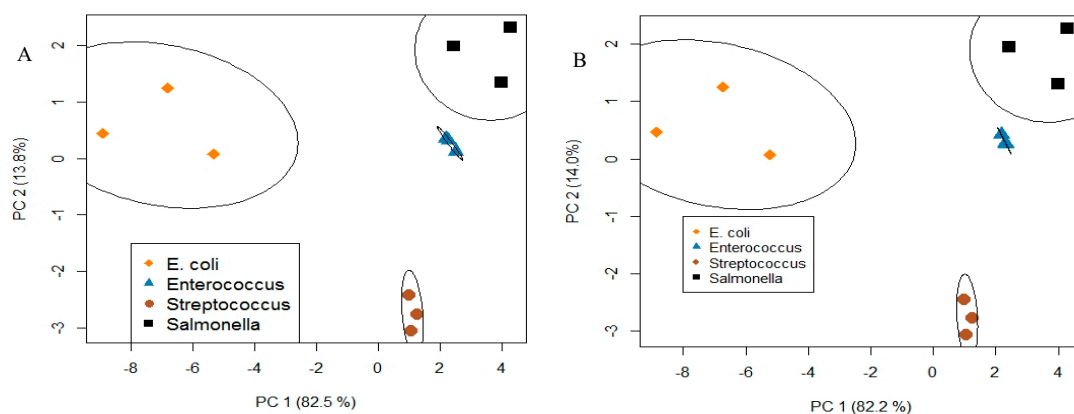 A
2
1
0
-1
-2
-3
PC 2 (13.8%)
E. coli
Enterococcus
Streptococcus
Salmonella
-8 -6 -4 -2 0 2 4
PC 1 (82.5 %)
B
2
1
0
-1
-2
-3
PC 2 (14.0%)
E. coli
Enterococcus
Streptococcus
Salmonella
-8 -6 -4 -2 0 2 4
PC 1 (82.2 %)